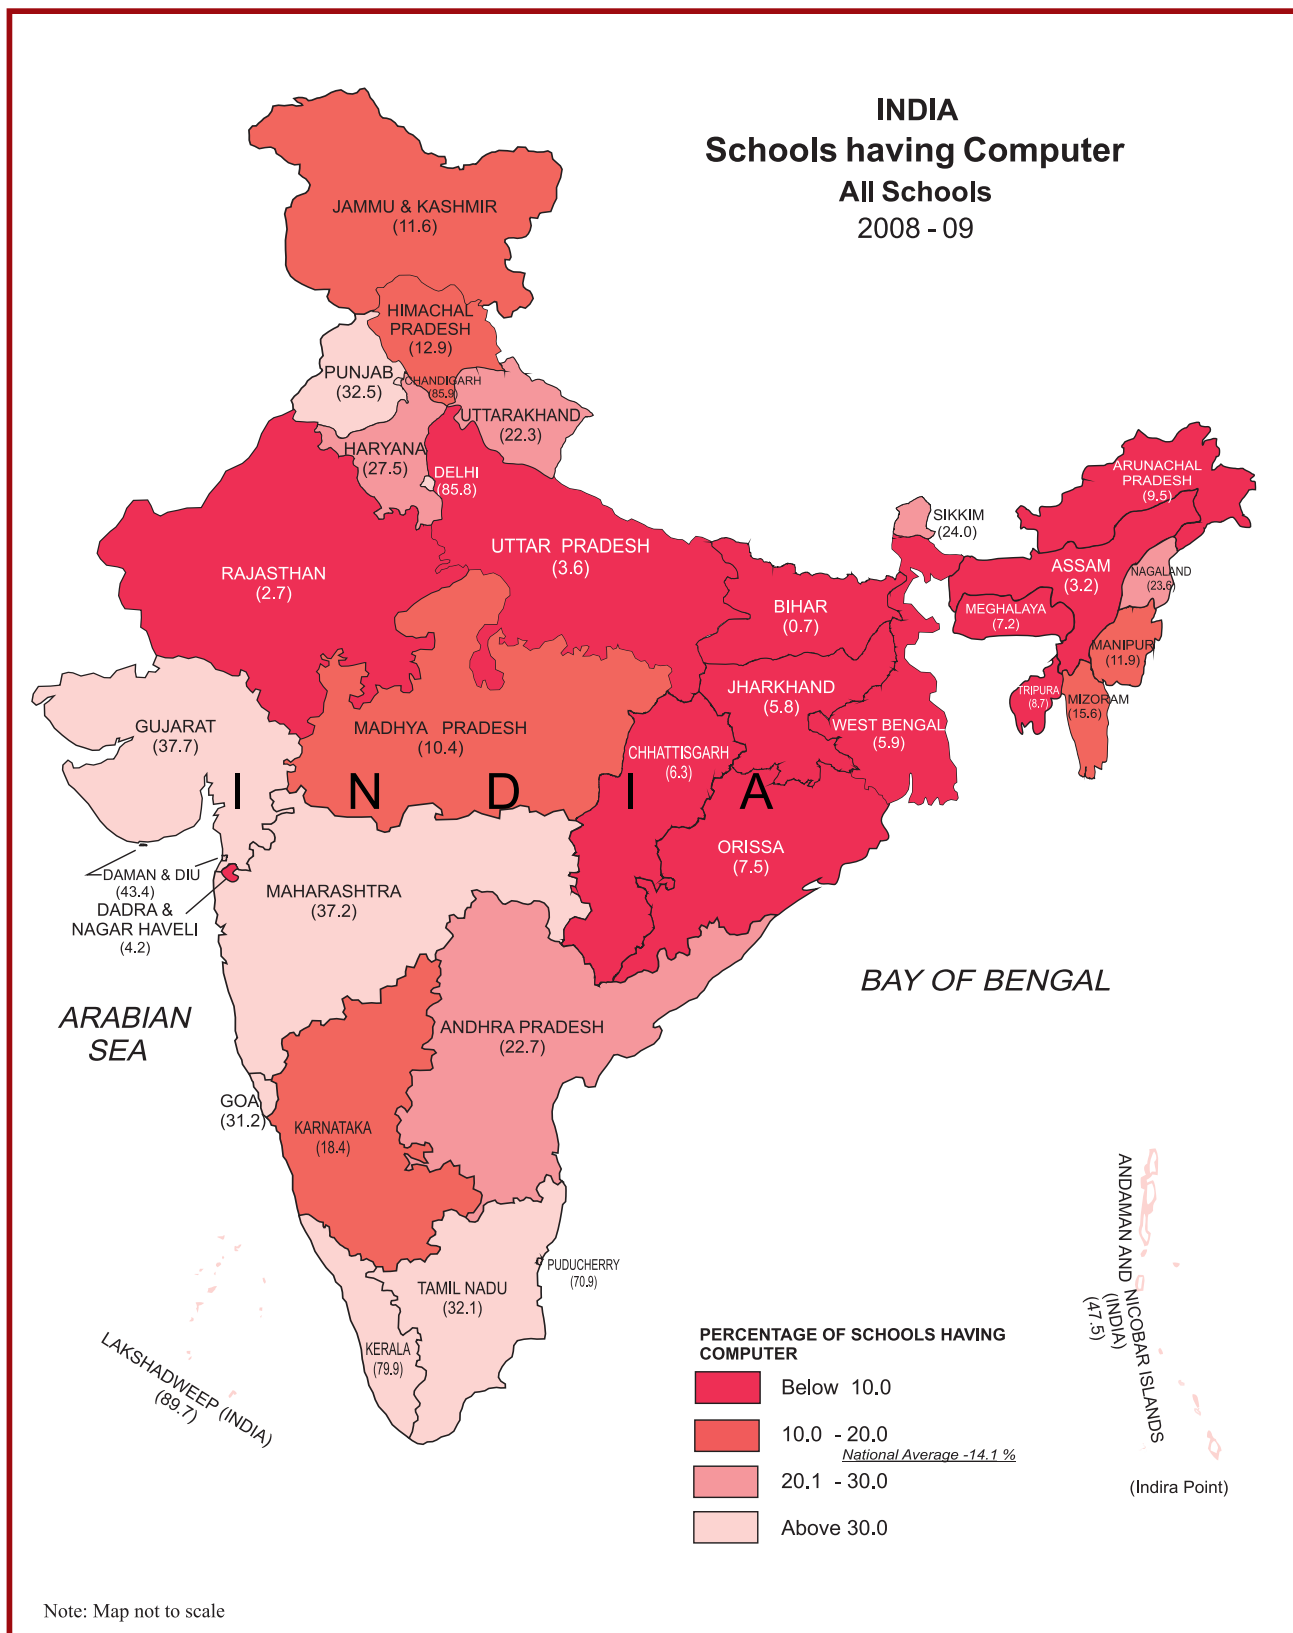 INDIA
Schools having Computer
All Schools
2008 - 09
JAMMU & KASHMIR
(11.6)
HIMACHAL
PRADESH
(12.9)
PUNJAB
(32.5)
CHANDIGARH
(85.9)
UTTARAKHAND
(22.3)
HARYANA
(27.5)
DELHI
(85.8)
ARUNACHAL
PRADESH
(9.5)
SIKKIM
(24.0)
UTTAR PRADESH
(3.6)
RAJASTHAN
(2.7)
ASSAM
(3.2)
NAGALAND
(23.6)
BIHAR
(0.7)
MEGHALAYA
(7.2)
MANIPUR
(11.9)
JHARKHAND
(5.8)
TRIPURA
(8.7)
MIZORAM
(15.6)
GUJARAT
(37.7)
MADHYA PRADESH
(10.4)
WEST BENGAL
(5.9)
CHHATTISGARH
(6.3)
I N D I A
ORISSA
(7.5)
DAMAN & DIU
(43.4)
DADRA &
NAGAR HAVELI
(4.2)
MAHARASHTRA
(37.2)
BAY OF BENGAL
ARABIAN
SEA
ANDHRA PRADESH
(22.7)
GOA
(31.2)
KARNATAKA
(18.4)
PUDUCHERRY
(70.9)
TAMIL NADU
(32.1)
KERALA
(79.9)
LAKSHADWEEP (INDIA)
(89.7)
ANDAMAN AND NICOBAR ISLANDS
(INDIA)
(47.5)
(Indira Point)
PERCENTAGE OF SCHOOLS HAVING
COMPUTER
Below 10.0
10.0 - 20.0
National Average -14.1 %
20.1 - 30.0
Above 30.0
Note: Map not to scale